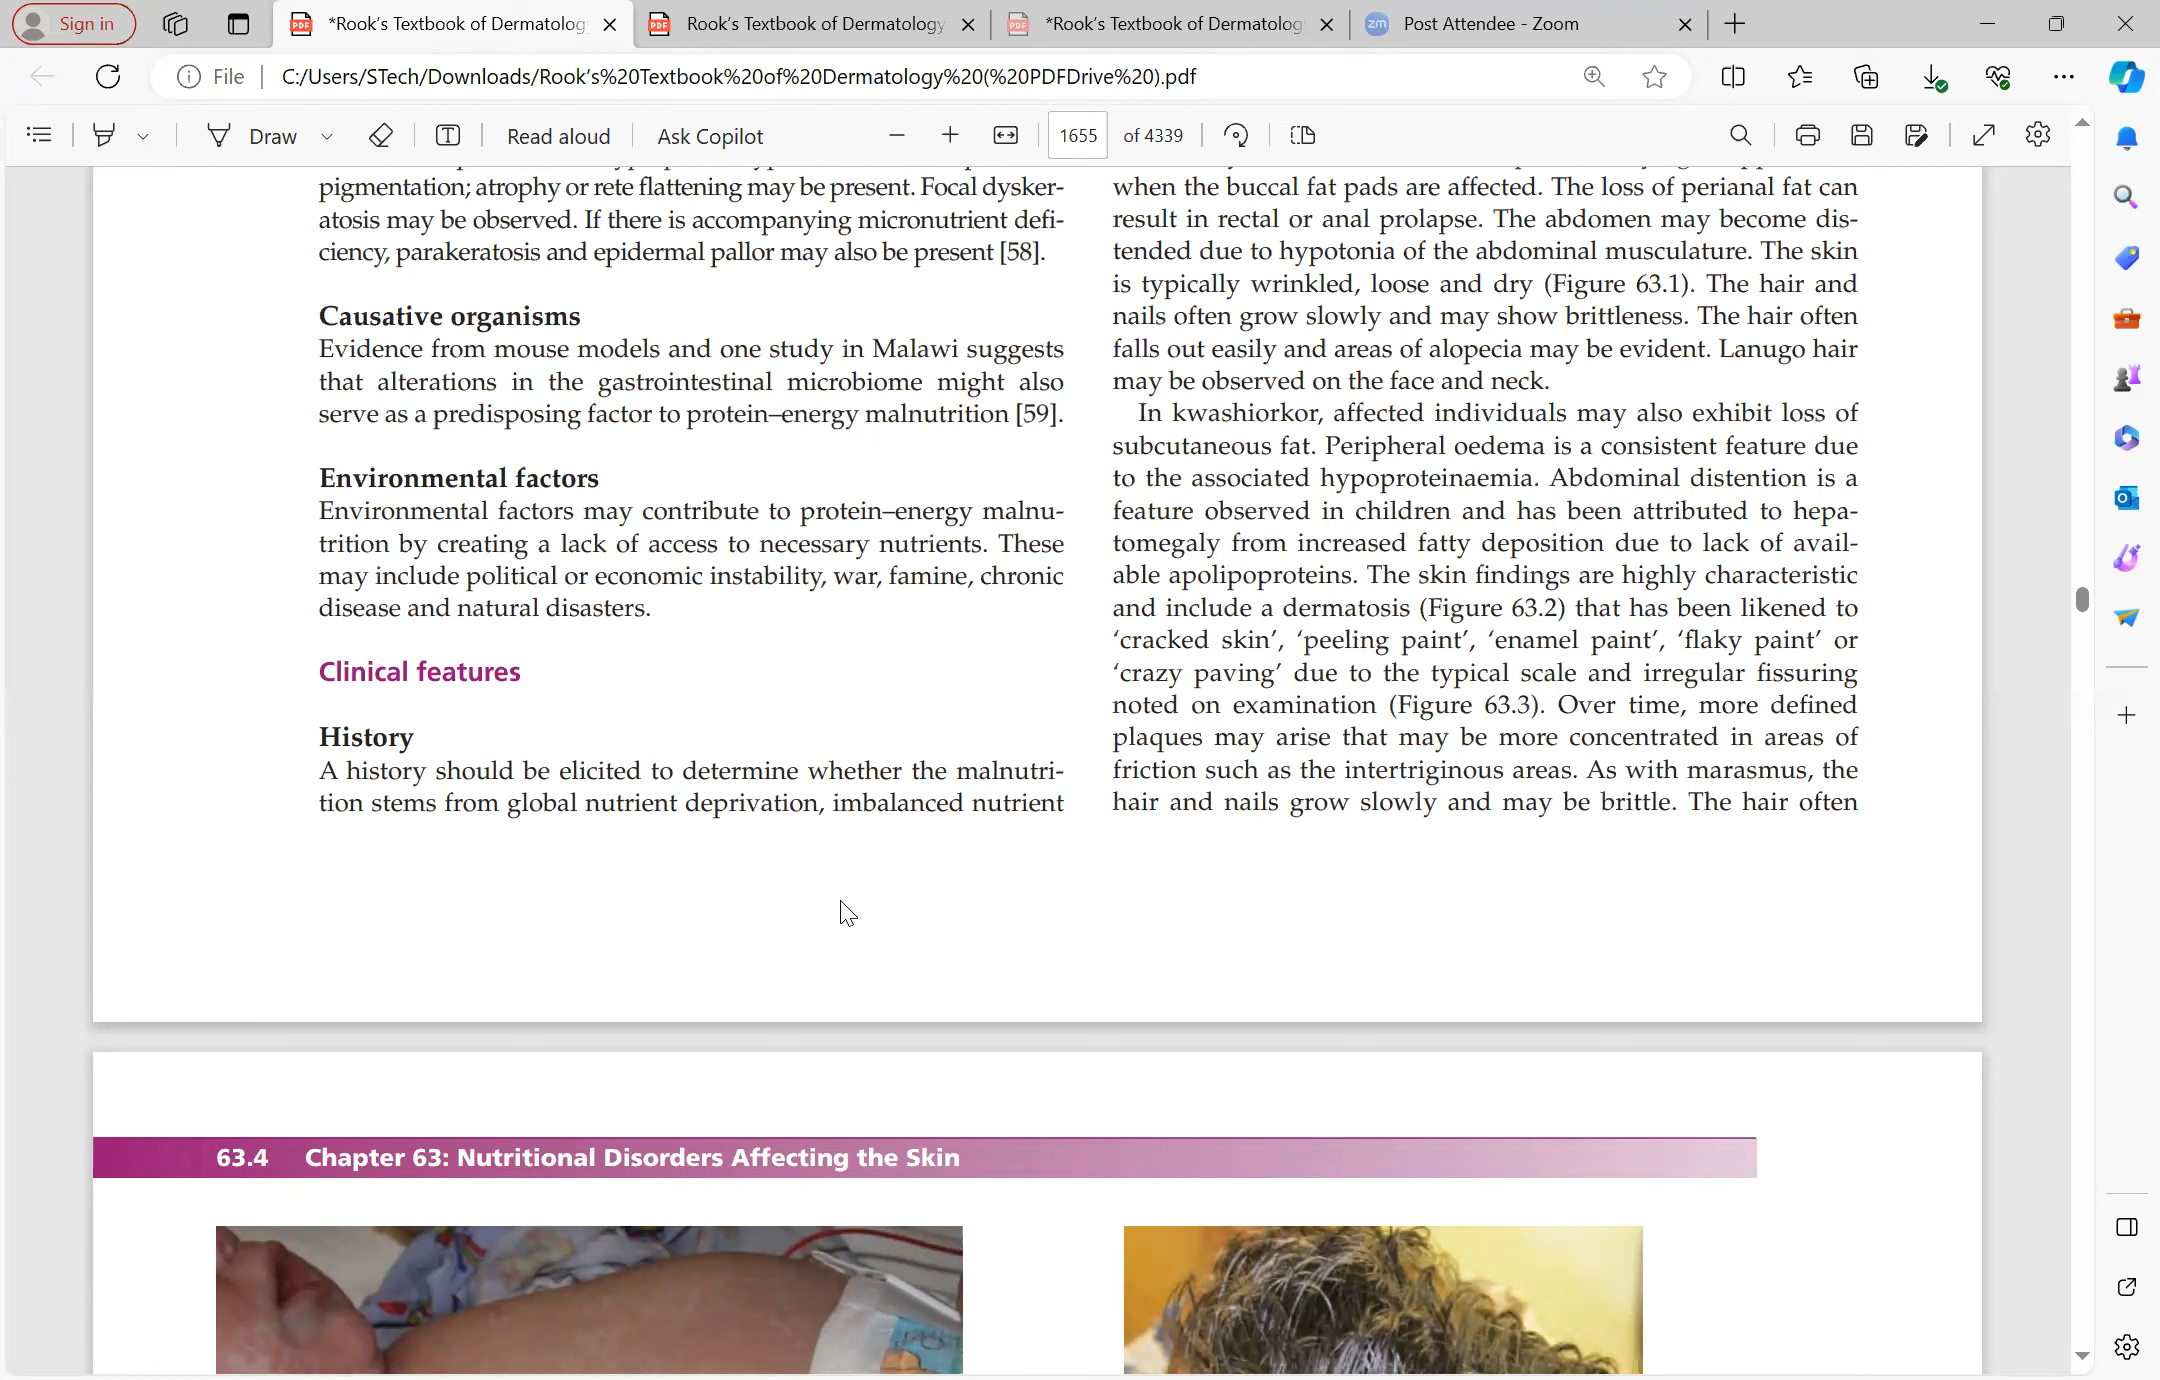 Sign in
*Rook's Textbook of Dermatolog
Rook's Textbook of Dermatology
*Rook's Textbook of Dermatolog
zm
Post Attendee - Zoom
File
C:/Users/STech/Downloads/Rook's%20Textbook%20of%20Dermatology%20(%20PDFDrive%20).pdf
Draw
Read aloud
Ask Copilot
1655
of 4339
pigmentation; atrophy or rete flattening may be present. Focal dysker-
atosis may be observed. If there is accompanying micronutrient defi-
ciency, parakeratosis and epidermal pallor may also be present [58].
Causative organisms
Evidence from mouse models and one study in Malawi suggests
that alterations in the gastrointestinal microbiome might also
serve as a predisposing factor to protein–energy malnutrition [59].
Environmental factors
Environmental factors may contribute to protein–energy malnu-
trition by creating a lack of access to necessary nutrients. These
may include political or economic instability, war, famine, chronic
disease and natural disasters.
Clinical features
History
A history should be elicited to determine whether the malnutri-
tion stems from global nutrient deprivation, imbalanced nutrient
when the buccal fat pads are affected. The loss of perianal fat can
result in rectal or anal prolapse. The abdomen may become dis-
tended due to hypotonia of the abdominal musculature. The skin
is typically wrinkled, loose and dry (Figure 63.1). The hair and
nails often grow slowly and may show brittleness. The hair often
falls out easily and areas of alopecia may be evident. Lanugo hair
may be observed on the face and neck.
In kwashiorkor, affected individuals may also exhibit loss of
subcutaneous fat. Peripheral oedema is a consistent feature due
to the associated hypoproteinaemia. Abdominal distention is a
feature observed in children and has been attributed to hepa-
tomegaly from increased fatty deposition due to lack of avail-
able apolipoproteins. The skin findings are highly characteristic
and include a dermatosis (Figure 63.2) that has been likened to
‘cracked skin’, ‘peeling paint’, ‘enamel paint’, ‘flaky paint’ or
‘crazy paving’ due to the typical scale and irregular fissuring
noted on examination (Figure 63.3). Over time, more defined
plaques may arise that may be more concentrated in areas of
friction such as the intertriginous areas. As with marasmus, the
hair and nails grow slowly and may be brittle. The hair often
63.4 Chapter 63: Nutritional Disorders Affecting the Skin